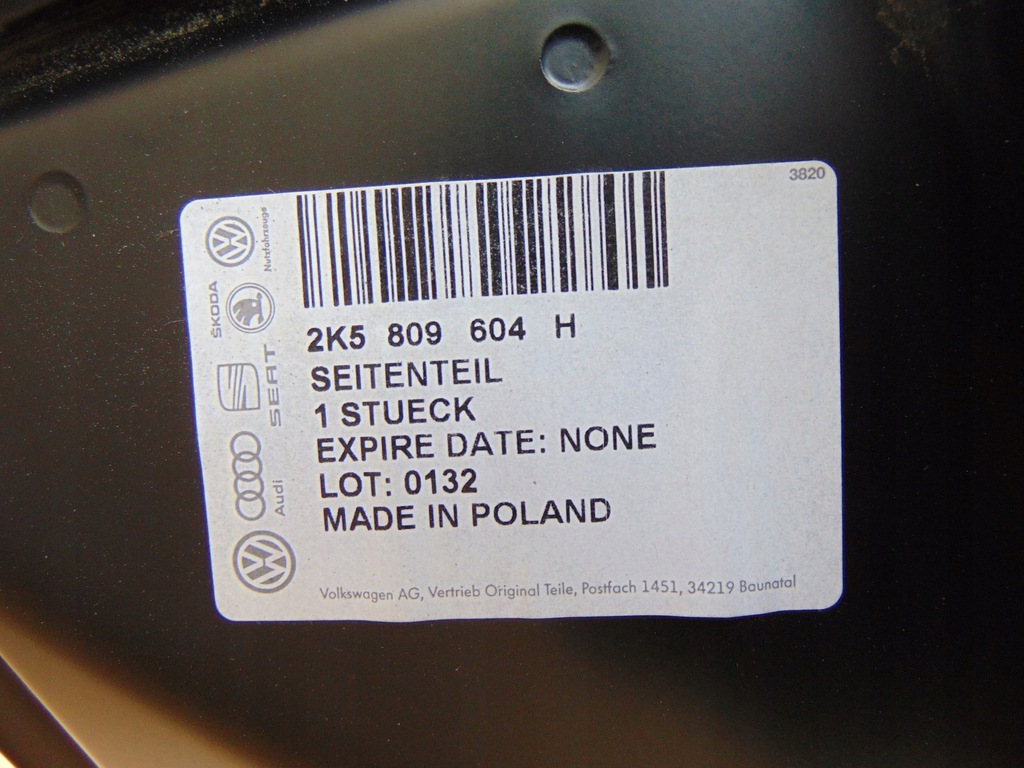 3820
Nutzfahrzeuge
ŠKODA
SEAT
Audi
2K5 809 604 H
SEITENTEIL
1 STUECK
EXPIRE DATE: NONE
LOT: 0132
MADE IN POLAND
Volkswagen AG, Vertrieb Original Teile, Postfach 1451, 34219 Baunatal